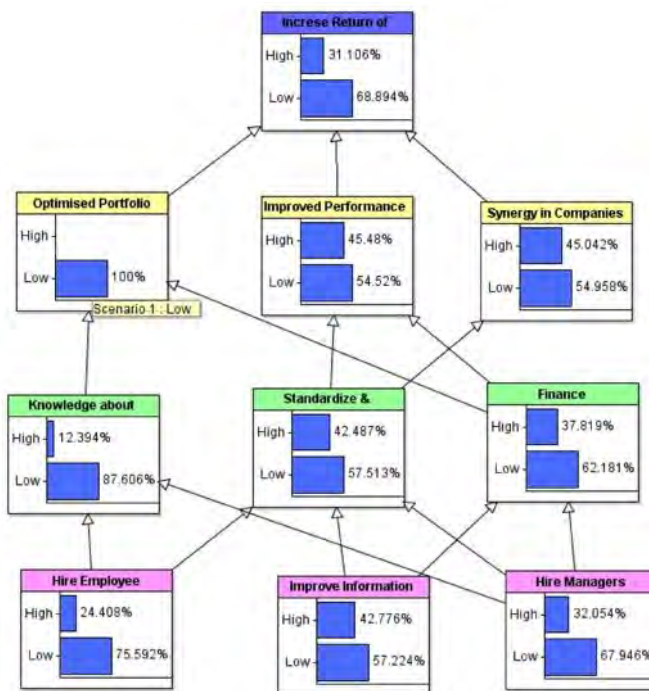 Increse Return of
High 31.106%
Low 68.894%
Optimised Portfolio
High
Low 100%
Scenario 1 : Low
Improved Performance
High 45.48%
Low 54.52%
Synergy in Companies
High 45.042%
Low 54.958%
Knowledge about
High 12.394%
Low 87.606%
Standardize &
High 42.487%
Low 57.513%
Finance
High 37.819%
Low 62.181%
Hire Employee
High 24.408%
Low 75.592%
Improve Information
High 42.776%
Low 57.224%
Hire Managers
High 32.054%
Low 67.946%